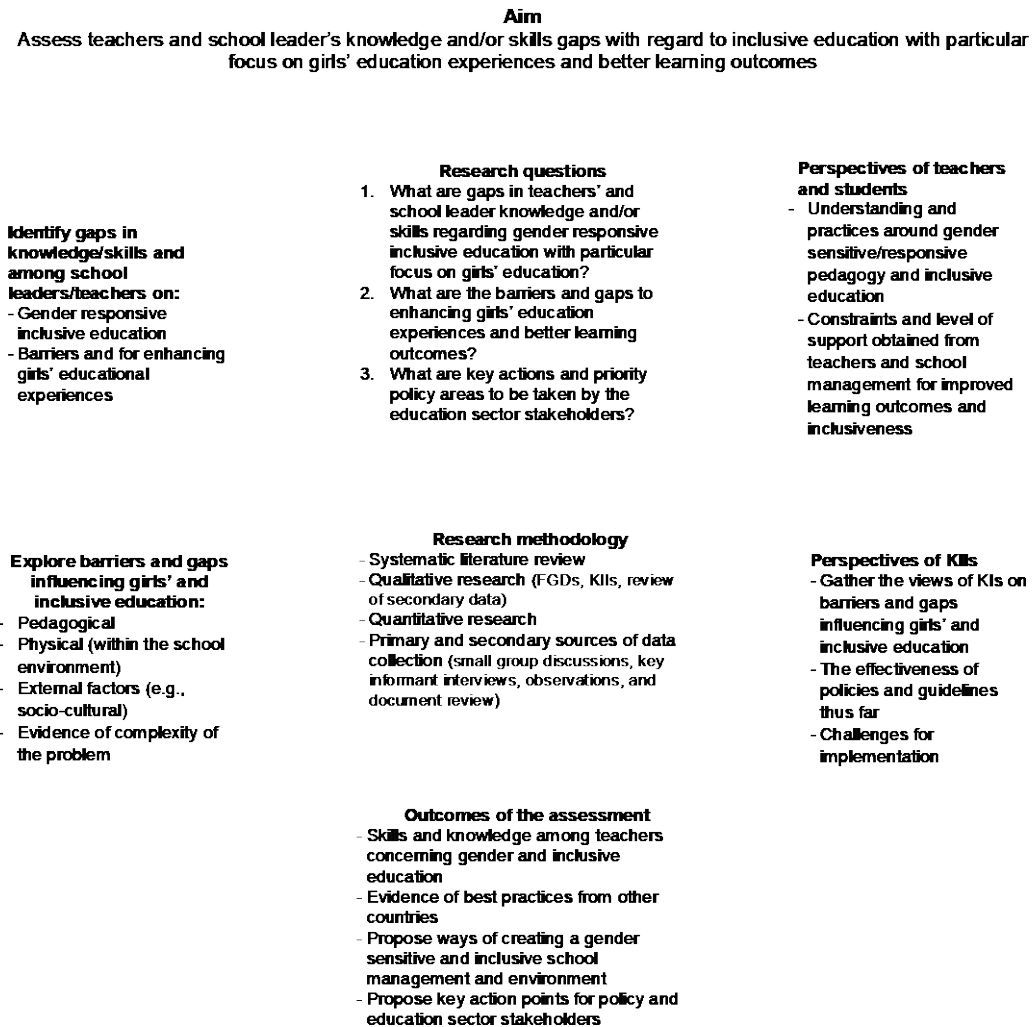 Aim
Assess teachers and school leader's knowledge and/or skills gaps with regard to inclusive education with particular
focus on girls' education experiences and better learning outcomes
Identify gaps in
knowledge/skills and
among school
leaders/teachers on:
- Gender responsive
inclusive education
- Barriers and for enhancing
girls' educational
experiences
Research questions
1. What are gaps in teachers' and
school leader knowledge and/or
skills regarding gender responsive
inclusive education with particular
focus on girls' education?
2. What are the barriers and gaps to
enhancing girls' education
experiences and better learning
outcomes?
3. What are key actions and priority
policy areas to be taken by the
education sector stakeholders?
Perspectives of teachers
and students
- Understanding and
practices around gender
sensitive/responsive
pedagogy and inclusive
education
- Constraints and level of
support obtained from
teachers and school
management for improved
learning outcomes and
inclusiveness
Explore barriers and gaps
influencing girls' and
inclusive education:
- Pedagogical
- Physical (within the school
environment)
- External factors (e.g.,
socio-cultural)
- Evidence of complexity of
the problem
Research methodology
- Systematic literature review
- Qualitative research (FGDs, KIIs, review
of secondary data)
- Quantitative research
- Primary and secondary sources of data
collection (small group discussions, key
informant interviews, observations, and
document review)
Perspectives of KIIs
- Gather the views of KIs on
barriers and gaps
influencing girls' and
inclusive education
- The effectiveness of
policies and guidelines
thus far
- Challenges for
implementation
Outcomes of the assessment
- Skills and knowledge among teachers
concerning gender and inclusive
education
- Evidence of best practices from other
countries
- Propose ways of creating a gender
sensitive and inclusive school
management and environment
- Propose key action points for policy and
education sector stakeholders